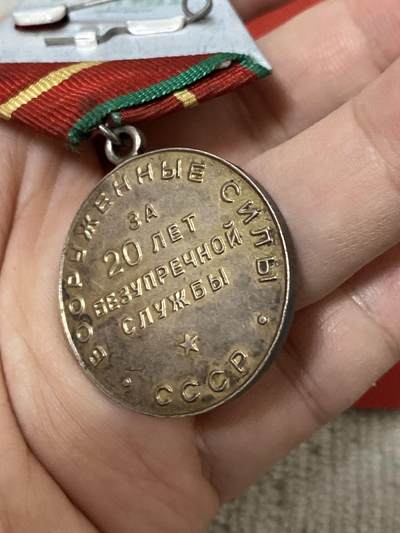 ВООРУЖЕННЫЕ СИЛЫ
СССР
ЗА
20 ЛЕТ
БЕЗУПРЕЧНОЙ
СЛУЖБЫ